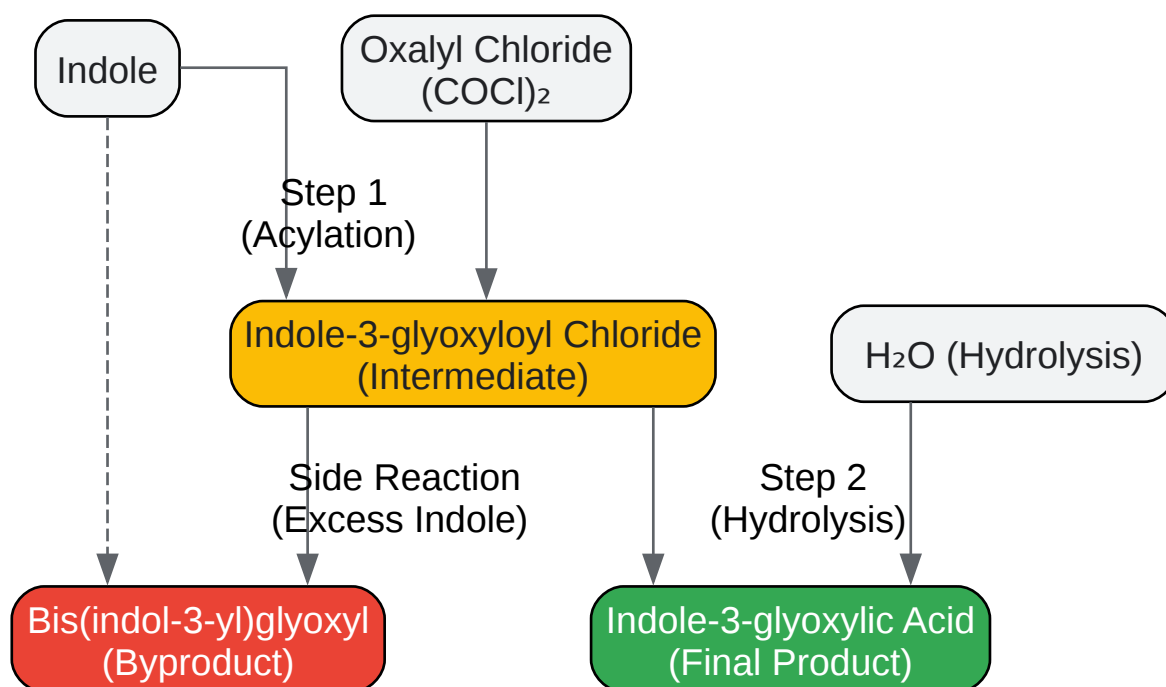 Indole
Oxalyl Chloride
(COCl)₂
Step 1
(Acylation)
Indole-3-glyoxyloyl Chloride
(Intermediate)
H₂O (Hydrolysis)
Side Reaction
(Excess Indole)
Step 2
(Hydrolysis)
Bis(indol-3-yl)glyoxyl
(Byproduct)
Indole-3-glyoxylic Acid
(Final Product)